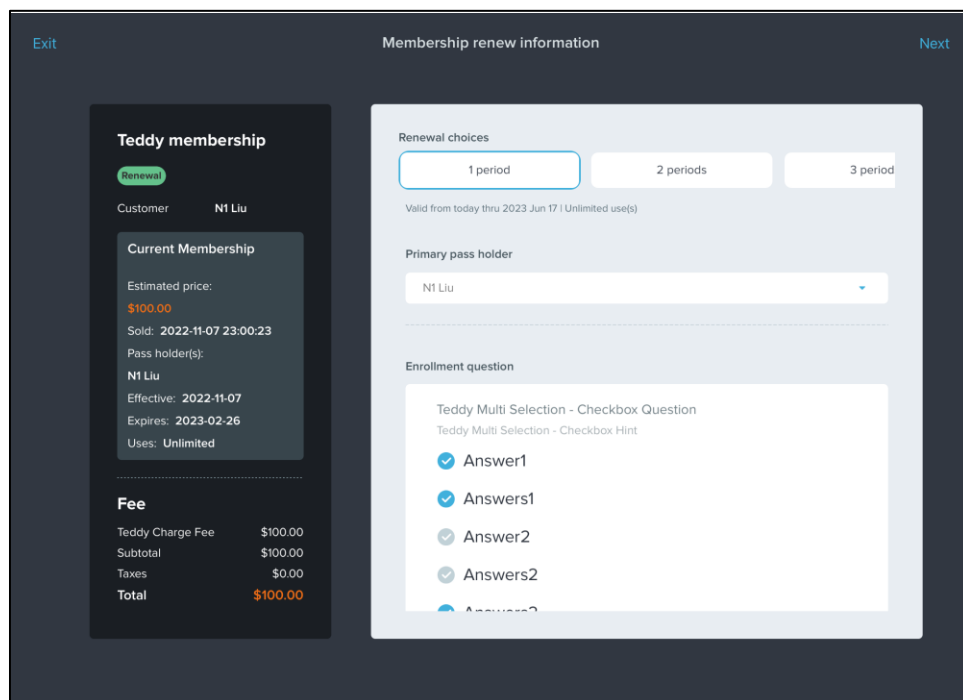 Exit
Membership renew information
Next
Teddy membership
Renewal
Customer N1 Liu
Current Membership
Estimated price:
$100.00
Sold: 2022-11-07 23:00:23
Pass holder(s):
N1 Liu
Effective: 2022-11-07
Expires: 2023-02-26
Uses: Unlimited
Fee
Teddy Charge Fee $100.00
Subtotal $100.00
Taxes $0.00
Total $100.00
Renewal choices
1 period
2 periods
3 period
Valid from today thru 2023 Jun 17 | Unlimited use(s)
Primary pass holder
N1 Liu
Enrollment question
Teddy Multi Selection - Checkbox Question
Teddy Multi Selection - Checkbox Hint
Answer1
Answers1
Answer2
Answers2